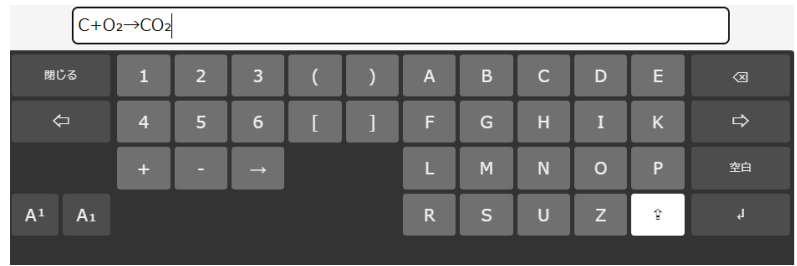 C+O₂→CO₂
閉じる 1 2 3 ( ) A B C D E ⌫
⇦ 4 5 6 [ ] F G H I K ⇨
+ - → L M N O P 空白
A¹ A₁ R S U Z ⇪ ↲